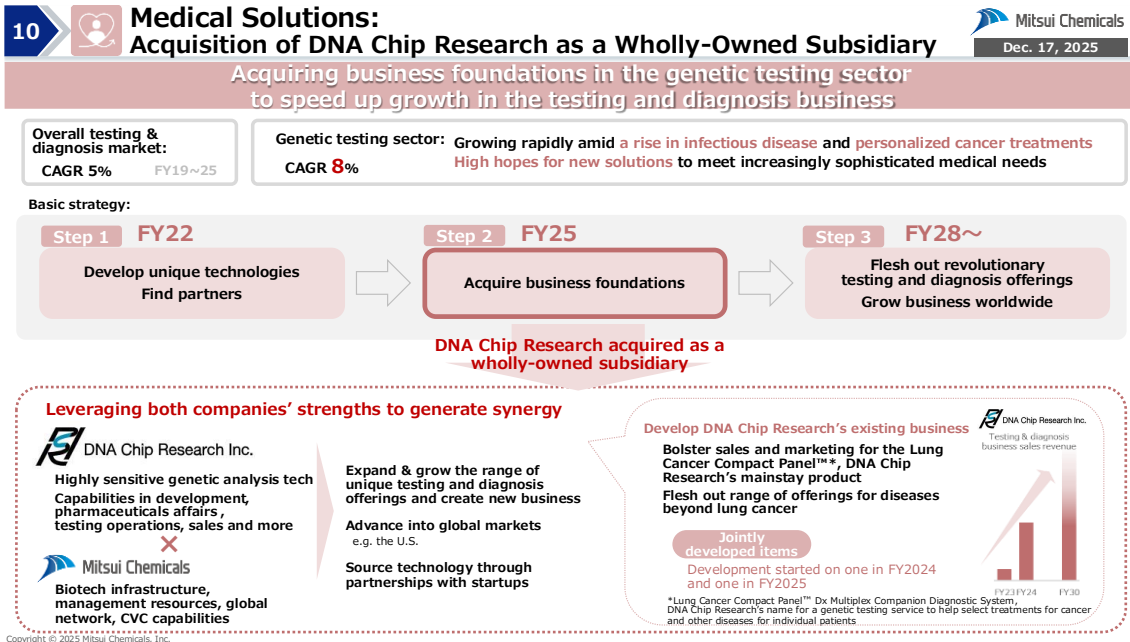 10
Medical Solutions:
Acquisition of DNA Chip Research as a Wholly-Owned Subsidiary
Mitsui Chemicals
Dec. 17, 2025
Acquiring business foundations in the genetic testing sector
to speed up growth in the testing and diagnosis business
Overall testing &
diagnosis market:
CAGR 5% FY19~25
Genetic testing sector:
CAGR 8%
Growing rapidly amid a rise in infectious disease and personalized cancer treatments
High hopes for new solutions to meet increasingly sophisticated medical needs
Basic strategy:
Step 1 FY22
Develop unique technologies
Find partners
Step 2 FY25
Acquire business foundations
Step 3 FY28～
Flesh out revolutionary
testing and diagnosis offerings
Grow business worldwide
DNA Chip Research acquired as a
wholly-owned subsidiary
Leveraging both companies’ strengths to generate synergy
DNA Chip Research Inc.
Highly sensitive genetic analysis tech
Capabilities in development,
pharmaceuticals affairs ,
testing operations, sales and more
×
Mitsui Chemicals
Biotech infrastructure,
management resources, global
network, CVC capabilities
Expand & grow the range of
unique testing and diagnosis
offerings and create new business
Advance into global markets
e.g. the U.S.
Source technology through
partnerships with startups
Develop DNA Chip Research’s existing business
Bolster sales and marketing for the Lung
Cancer Compact Panel™*, DNA Chip
Research’s mainstay product
Flesh out range of offerings for diseases
beyond lung cancer
Jointly
developed items
Development started on one in FY2024
and one in FY2025
DNA Chip Research Inc.
Testing & diagnosis
business sales revenue
FY23 FY24 FY30
*Lung Cancer Compact Panel™ Dx Multiplex Companion Diagnostic System,
DNA Chip Research’s name for a genetic testing service to help select treatments for cancer
and other diseases for individual patients
Copyright © 2025 Mitsui Chemicals, Inc.